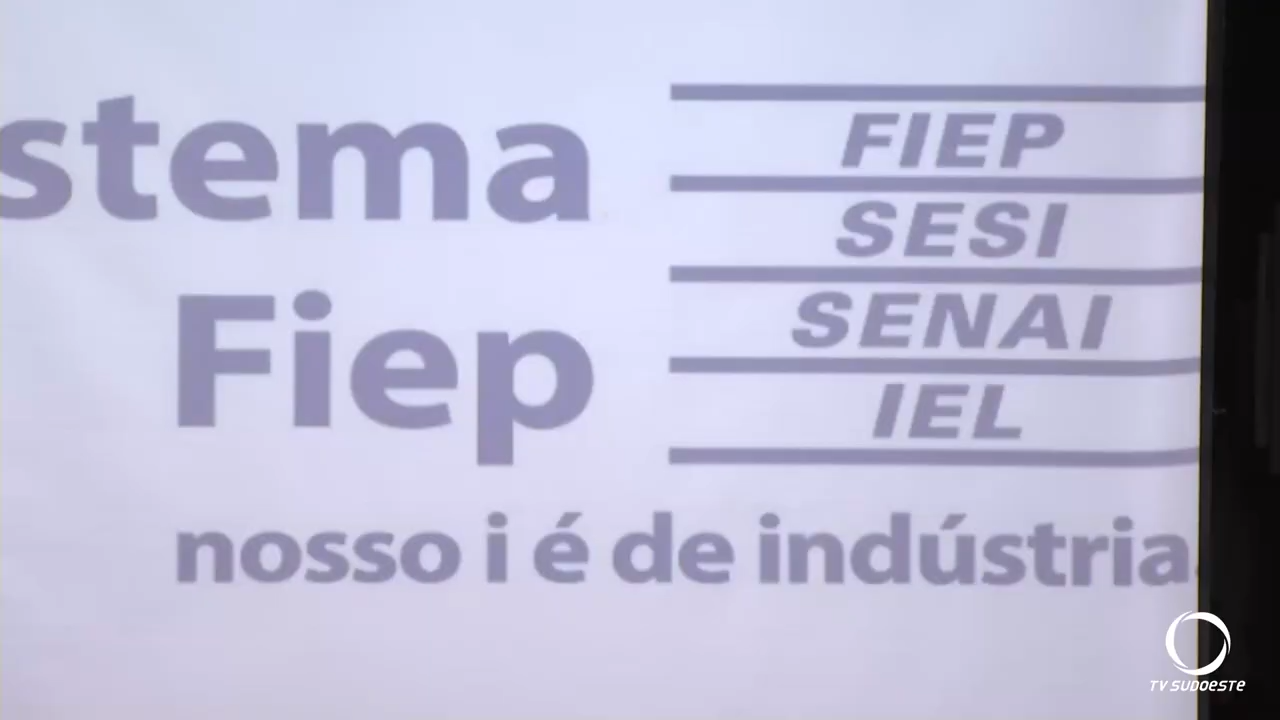 stema
Fiep
FIEP
SESI
SENAI
IEL
nosso i é de indústria.
TV SUDOESTE